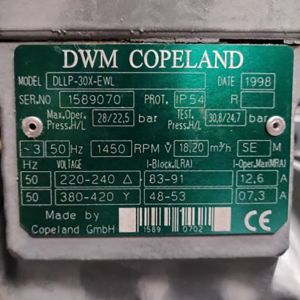 DWM COPELAND
MODEL DLLP-30X-EWL DATE 1998
SER.NO 1589070 PROT. IP54 R
Max.Oper. Press.H/L 28/22,5 bar TEST Press.H/L 30,8/24,7 bar
~3 50 Hz 1450 RPM V 18,20 m³/h SE M
Hz VOLTAGE I-Block.(LRA) I-Oper.Max(MRA)
50 220-240 Δ 83-91 12.6 A
50 380-420 Y 48-53 07.3 A
Made by
Copeland GmbH
1589 0702
CE